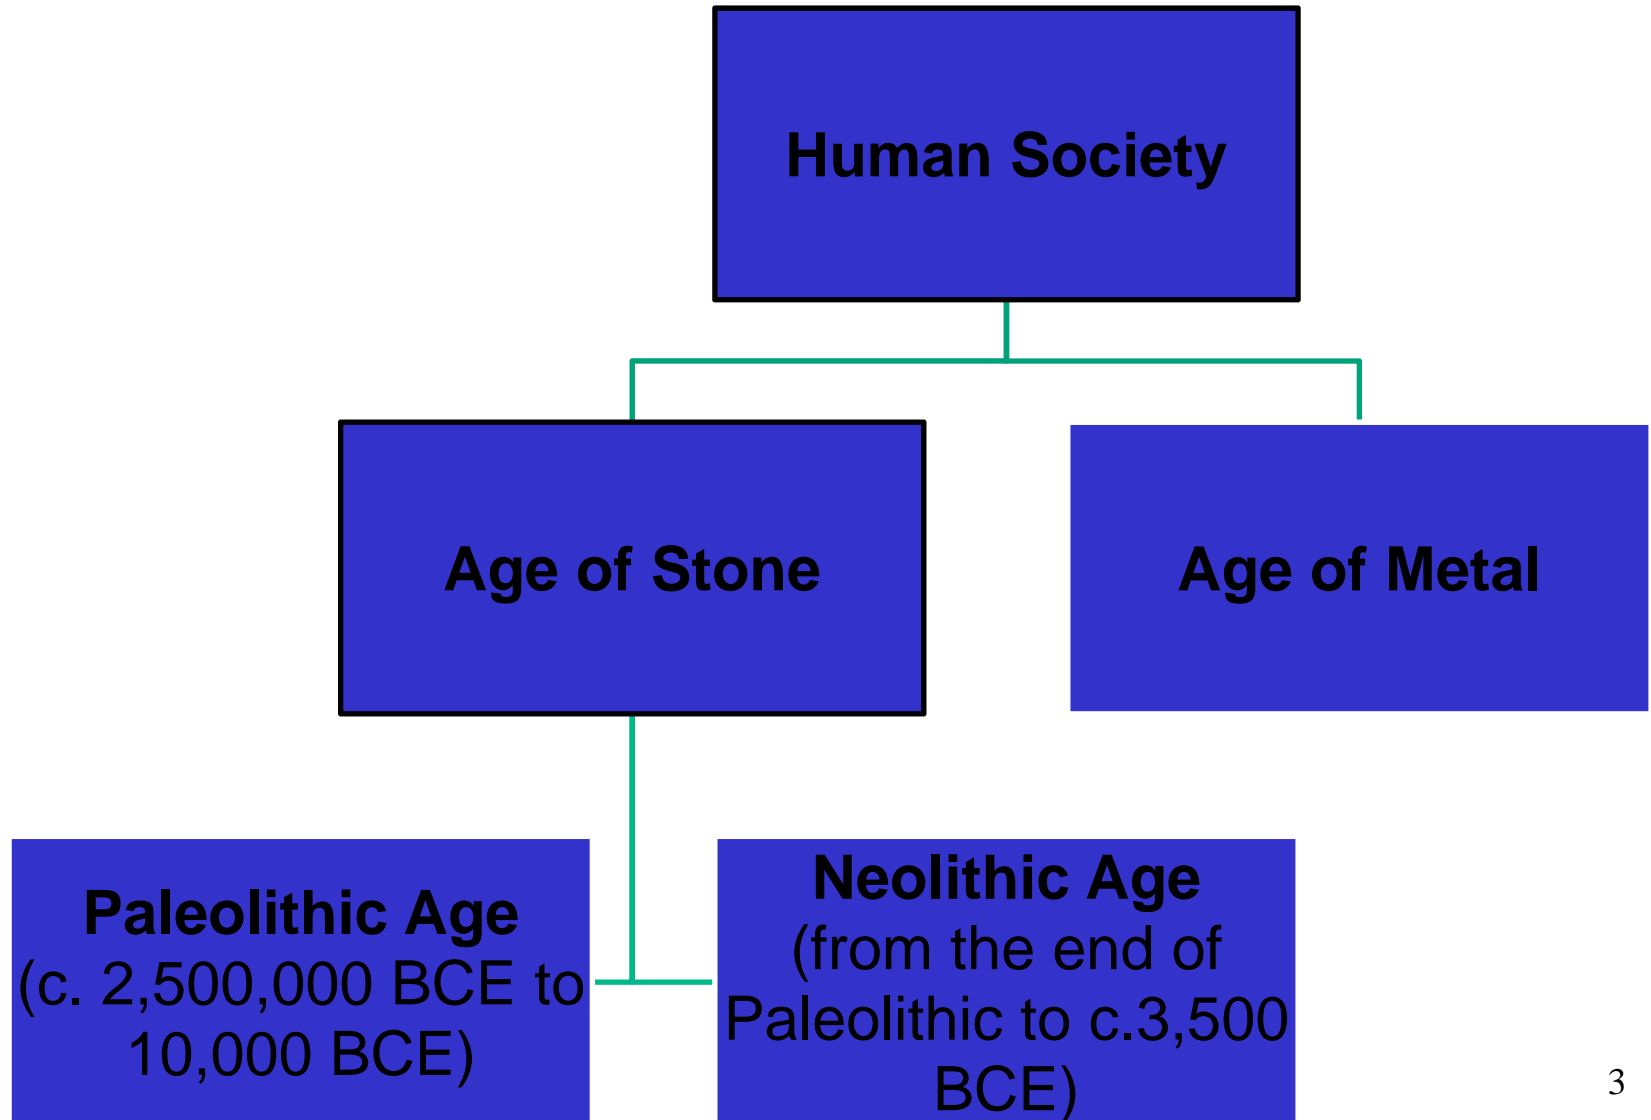 Human Society
Age of Stone
Age of Metal
Paleolithic Age
(c. 2,500,000 BCE to
10,000 BCE)
Neolithic Age
(from the end of
Paleolithic to c.3,500
BCE)
3